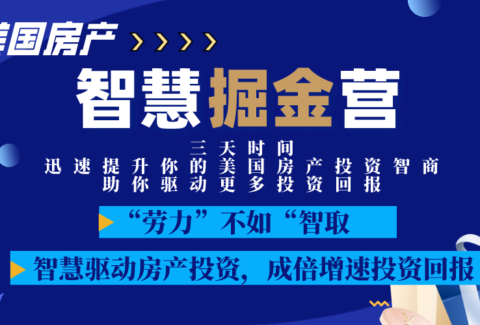 美国房产
智慧掘金营
三天时间
迅速提升你的美国房产投资智商
助你驱动更多投资回报
“劳力”不如“智取
智慧驱动房产投资，成倍增速投资回报